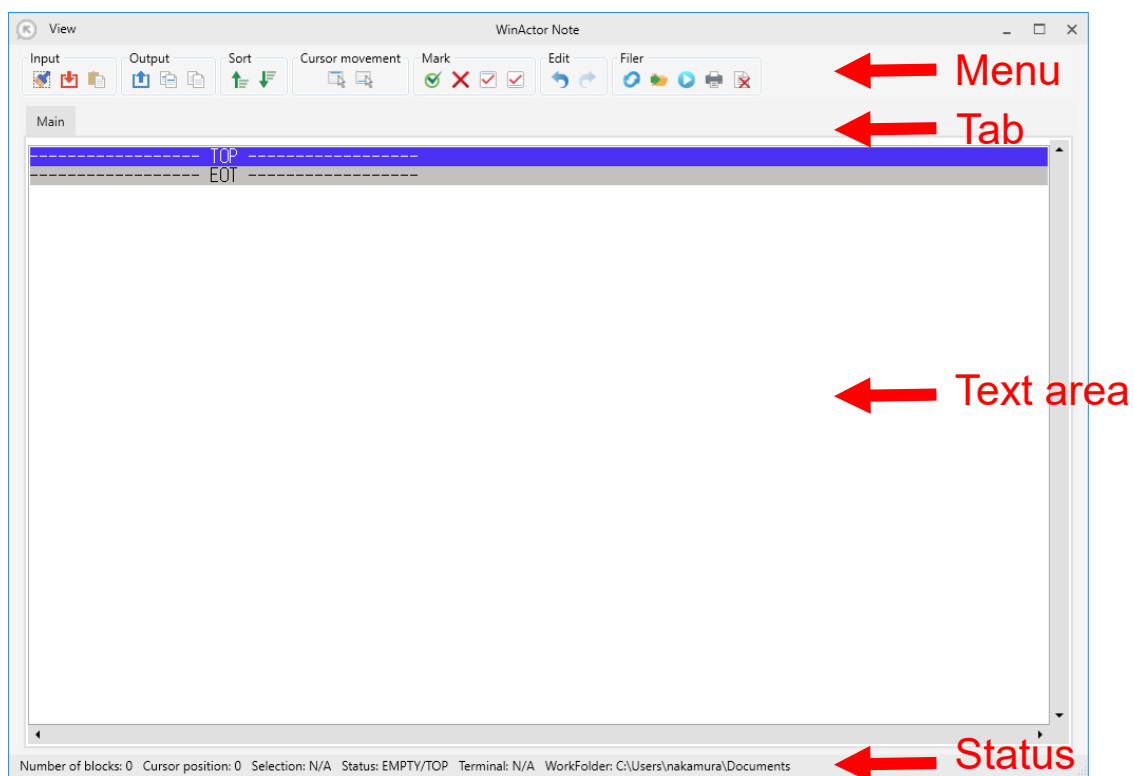 View WinActor Note
Input Output Sort Cursor movement Mark Edit Filer
Menu
Main
Tab
------------------ TOP ------------------
------------------ EOT ------------------
Text area
Number of blocks: 0 Cursor position: 0 Selection: N/A Status: EMPTY/TOP Terminal: N/A WorkFolder: C:\Users\nakamura\Documents
Status